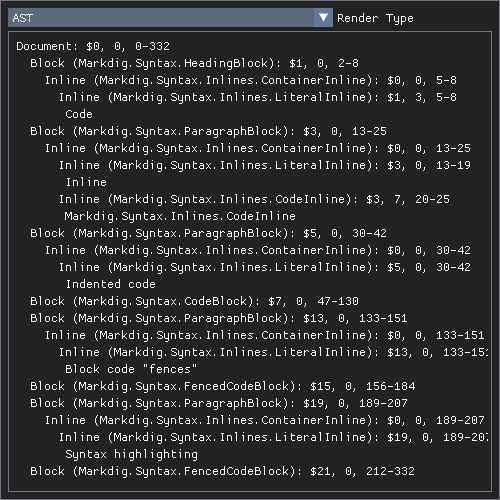 AST ▼ Render Type
Document: $0, 0, 0-332
Block (Markdig.Syntax.HeadingBlock): $1, 0, 2-8
Inline (Markdig.Syntax.Inlines.ContainerInline): $0, 0, 5-8
Inline (Markdig.Syntax.Inlines.LiteralInline): $1, 3, 5-8
Code
Block (Markdig.Syntax.ParagraphBlock): $3, 0, 13-25
Inline (Markdig.Syntax.Inlines.ContainerInline): $0, 0, 13-25
Inline (Markdig.Syntax.Inlines.LiteralInline): $3, 0, 13-19
Inline
Inline (Markdig.Syntax.Inlines.CodeInline): $3, 7, 20-25
Markdig.Syntax.Inlines.CodeInline
Block (Markdig.Syntax.ParagraphBlock): $5, 0, 30-42
Inline (Markdig.Syntax.Inlines.ContainerInline): $0, 0, 30-42
Inline (Markdig.Syntax.Inlines.LiteralInline): $5, 0, 30-42
Indented code
Block (Markdig.Syntax.CodeBlock): $7, 0, 47-130
Block (Markdig.Syntax.ParagraphBlock): $13, 0, 133-151
Inline (Markdig.Syntax.Inlines.ContainerInline): $0, 0, 133-151
Inline (Markdig.Syntax.Inlines.LiteralInline): $13, 0, 133-151
Block code "fences"
Block (Markdig.Syntax.FencedCodeBlock): $15, 0, 156-184
Block (Markdig.Syntax.ParagraphBlock): $19, 0, 189-207
Inline (Markdig.Syntax.Inlines.ContainerInline): $0, 0, 189-207
Inline (Markdig.Syntax.Inlines.LiteralInline): $19, 0, 189-207
Syntax highlighting
Block (Markdig.Syntax.FencedCodeBlock): $21, 0, 212-332